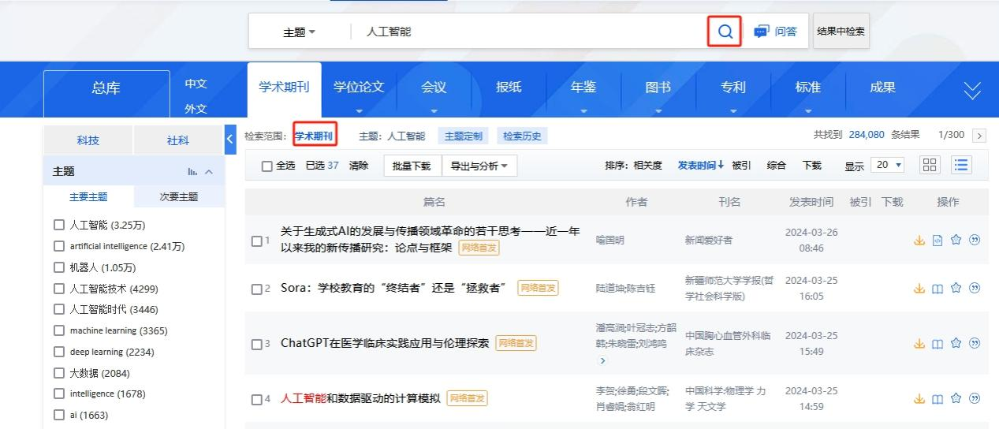 主题
人工智能
问答
结果中检索
总库
中文
外文
学术期刊
学位论文
会议
报纸
年鉴
图书
专利
标准
成果
科技
社科
检索范围：学术期刊 主题：人工智能 主题定制 检索历史
共找到 284,080 条结果 1/300
主题
主要主题
次要主题
人工智能 (3.25万)
artificial intelligence (2.41万)
机器人 (1.05万)
人工智能技术 (4299)
人工智能时代 (3446)
machine learning (3365)
deep learning (2234)
大数据 (2084)
intelligence (1678)
ai (1663)
全选 已选 37 清除 批量下载 导出与分析
排序： 相关度 发表时间↓ 被引 综合 下载 显示 20
篇名 作者 刊名 发表时间 被引 下载 操作
1 关于生成式AI的发展与传播领域革命的若干思考——近一年
以来我的新传播研究：论点与框架 网络首发
喻国明
新闻爱好者
2024-03-26
08:46
2 Sora：学校教育的“终结者”还是“拯救者” 网络首发
陆道坤;陈吉钰
新疆师范大学学报(哲
学社会科学版)
2024-03-25
16:05
3 ChatGPT在医学临床实践应用与伦理探索 网络首发
潘高洞;叶冠志;方韶
韩;朱晓雷;刘鸿鸣
中国胸心血管外科临
床杂志
2024-03-25
15:49
4 人工智能和数据驱动的计算模拟 网络首发
李贺;徐勇;段文晖;
肖睿娟;翁红明
中国科学:物理学 力
学 天文学
2024-03-25
14:59